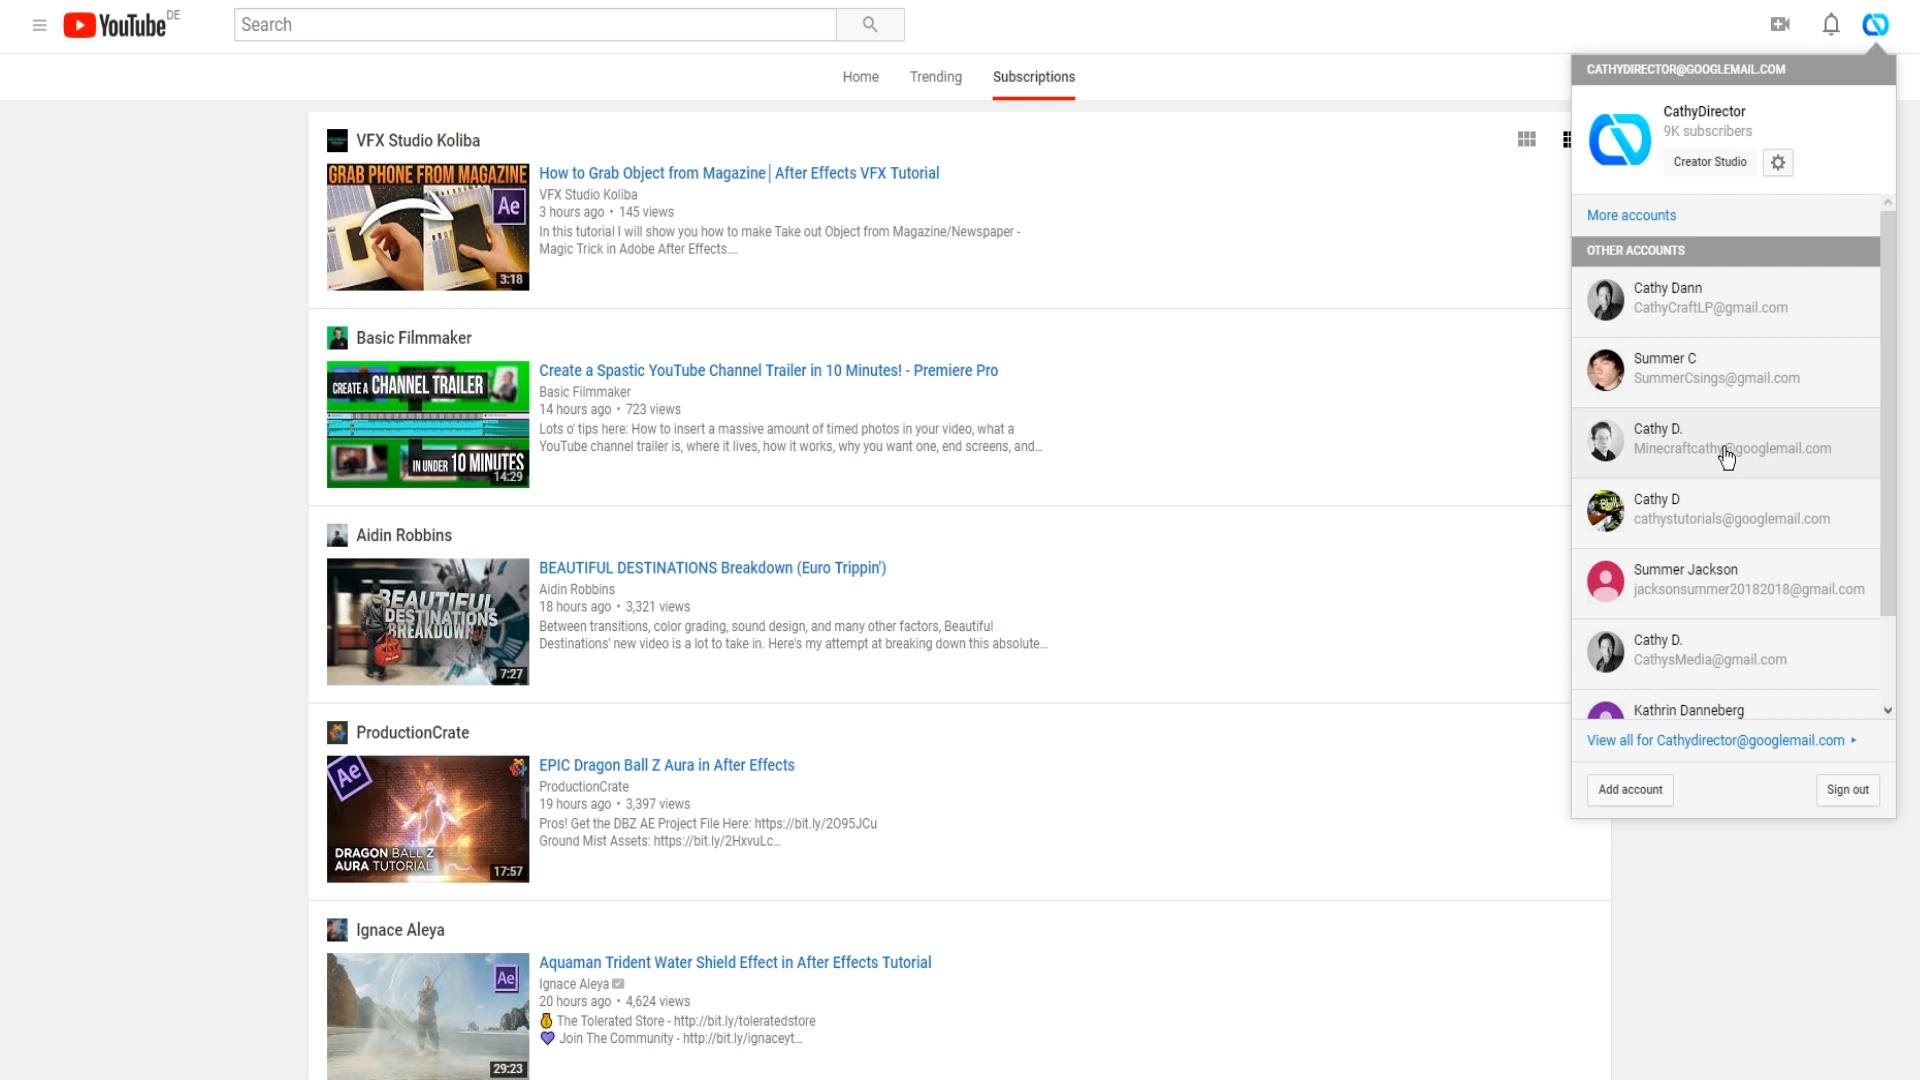 YouTube DE
Search
Home
Trending
Subscriptions
CATHYDIRECTOR@GOOGLEMAIL.COM
CathyDirector
9K subscribers
Creator Studio
More accounts
OTHER ACCOUNTS
Cathy Dann
CathyCraftLP@gmail.com
Summer C
SummerCsings@gmail.com
Cathy D.
Minecraftcathy@googlemail.com
Cathy D
cathystutorials@googlemail.com
Summer Jackson
jacksonsummer20182018@gmail.com
Cathy D.
CathysMedia@gmail.com
Kathrin Danneberg
View all for Cathydirector@googlemail.com
Add account
Sign out
VFX Studio Koliba
GRAB PHONE FROM MAGAZINE
Ae
3:18
How to Grab Object from Magazine│After Effects VFX Tutorial
VFX Studio Koliba
3 hours ago • 145 views
In this tutorial I will show you how to make Take out Object from Magazine/Newspaper -
Magic Trick in Adobe After Effects....
Basic Filmmaker
CREATE A CHANNEL TRAILER
IN UNDER 10 MINUTES
14:29
Create a Spastic YouTube Channel Trailer in 10 Minutes! - Premiere Pro
Basic Filmmaker
14 hours ago • 723 views
Lots o' tips here: How to insert a massive amount of timed photos in your video, what a
YouTube channel trailer is, where it lives, how it works, why you want one, end screens, and...
Aidin Robbins
BEAUTIFUL
DESTINATIONS
BREAKDOWN
7:27
BEAUTIFUL DESTINATIONS Breakdown (Euro Trippin')
Aidin Robbins
18 hours ago • 3,321 views
Between transitions, color grading, sound design, and many other factors, Beautiful
Destinations' new video is a lot to take in. Here's my attempt at breaking down this absolute...
ProductionCrate
Ae
DRAGON BALL Z
AURA TUTORIAL
17:57
EPIC Dragon Ball Z Aura in After Effects
ProductionCrate
19 hours ago • 3,397 views
Pros! Get the DBZ AE Project File Here: https://bit.ly/2O95JCu
Ground Mist Assets: https://bit.ly/2HxvuLc...
Ignace Aleya
Ae
29:23
Aquaman Trident Water Shield Effect in After Effects Tutorial
Ignace Aleya
20 hours ago • 4,624 views
The Tolerated Store - http://bit.ly/toleratedstore
Join The Community - http://bit.ly/ignaceyt...